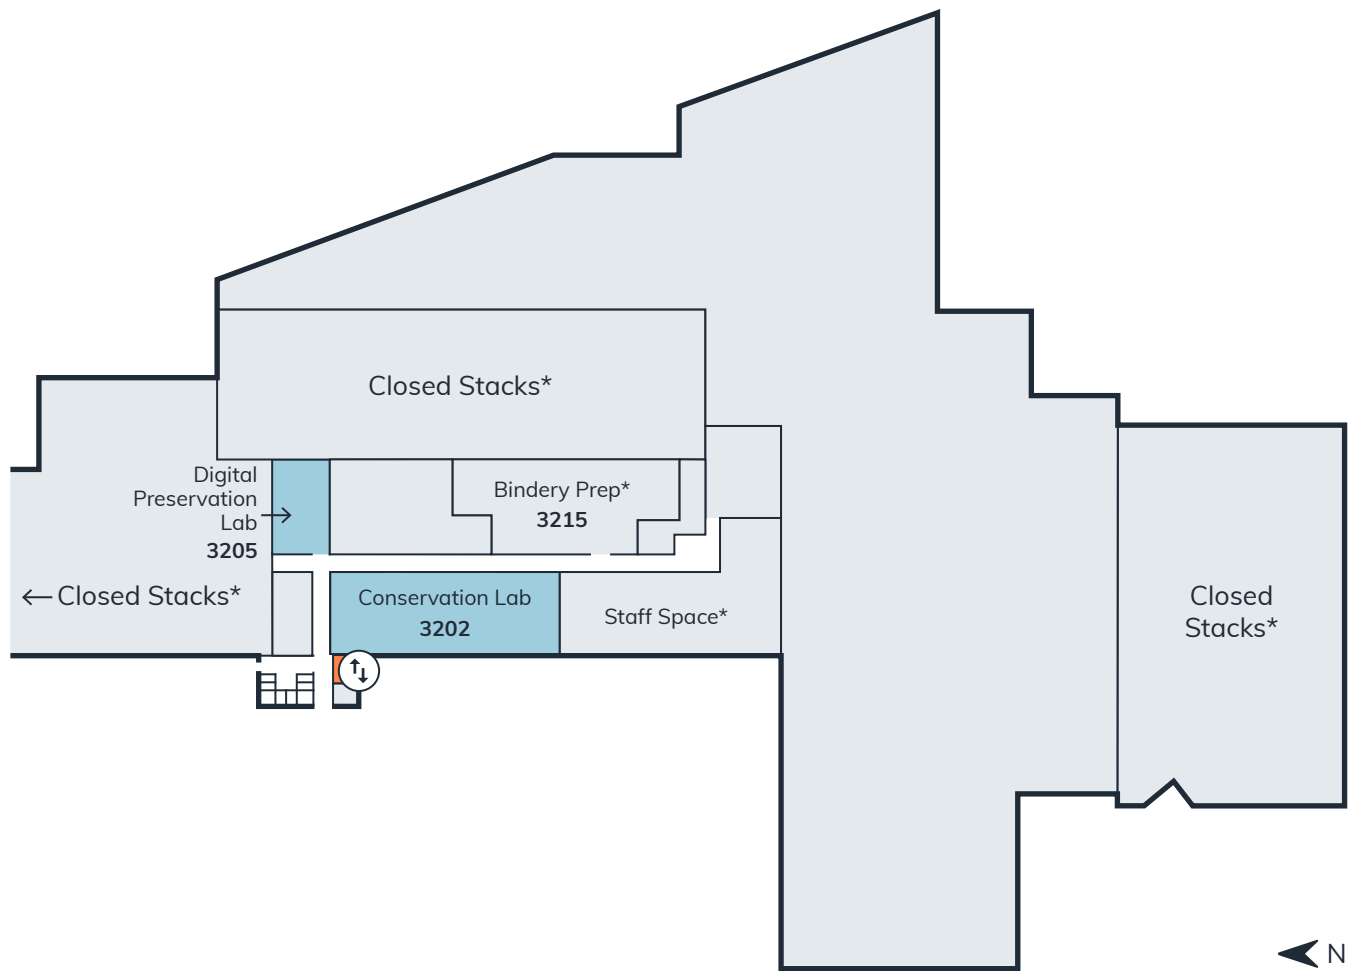 Closed Stacks*
Digital
Preservation
Lab
3205
Bindery Prep*
3215
Closed Stacks*
Conservation Lab
3202
Staff Space*
Closed
Stacks*
N